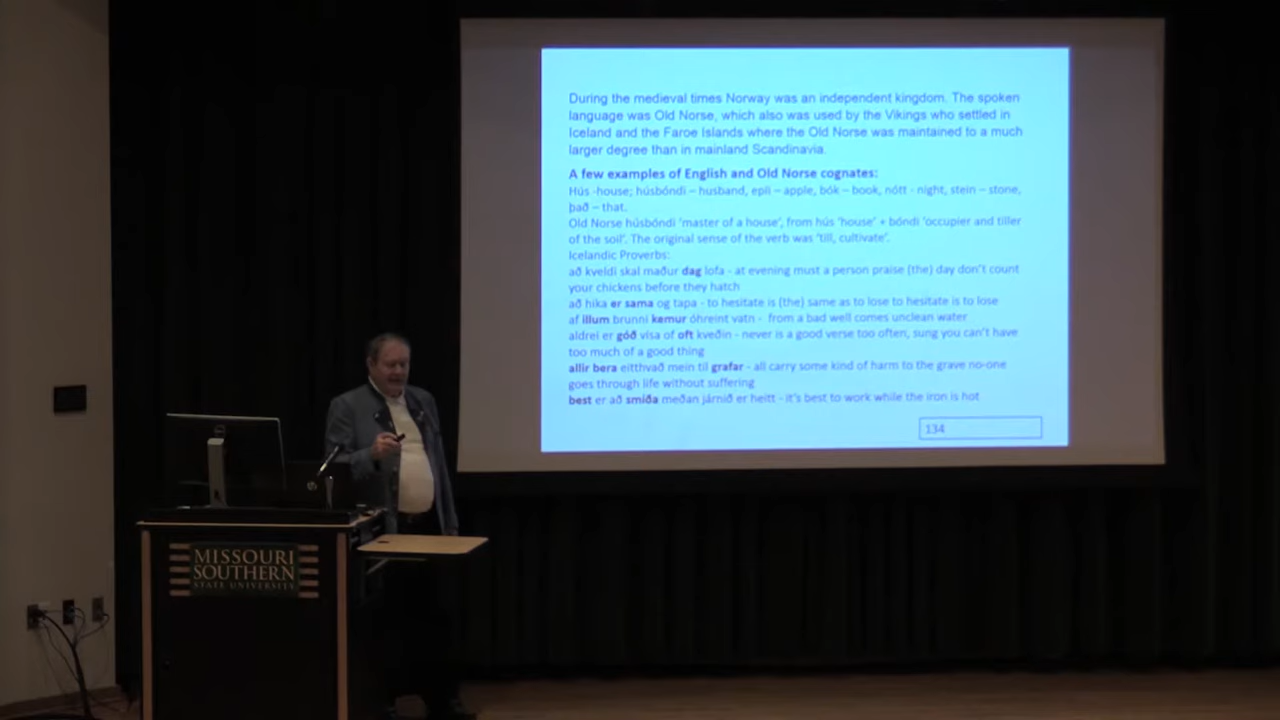 During the medieval times Norway was an independent kingdom. The spoken
language was Old Norse, which also was used by the Vikings who settled in
Iceland and the Faroe Islands where the Old Norse was maintained to a much
larger degree than in mainland Scandinavia.
A few examples of English and Old Norse cognates:
Hús -house; húsbóndi – husband, epli – apple, bók – book, nótt - night, stein – stone,
það – that.
Old Norse húsbóndi ‘master of a house’, from hús ‘house’ + bóndi ‘occupier and tiller
of the soil’. The original sense of the verb was ‘till, cultivate’.
Icelandic Proverbs:
að kveldi skal maður dag lofa - at evening must a person praise (the) day don’t count
your chickens before they hatch
að hika er sama og tapa - to hesitate is (the) same as to lose to hesitate is to lose
af illum brunni kemur óhreint vatn - from a bad well comes unclean water
aldrei er góð vísa of oft kveðin - never is a good verse too often, sung you can’t have
too much of a good thing
allir bera eitthvað mein til grafar - all carry some kind of harm to the grave no-one
goes through life without suffering
best er að smíða meðan járnið er heitt - it’s best to work while the iron is hot
134
MISSOURI
SOUTHERN
STATE UNIVERSITY